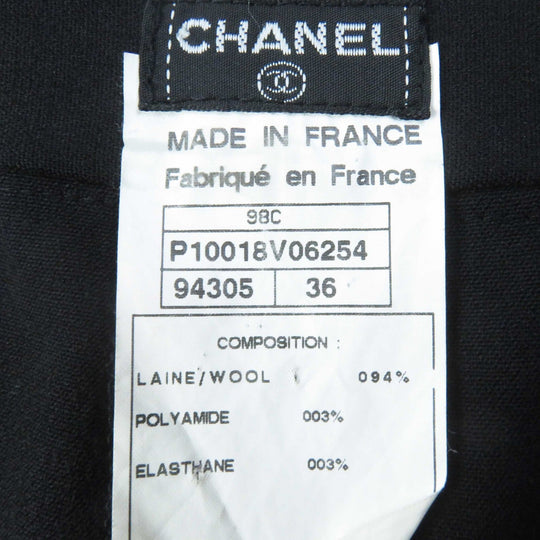 CHANEL
MADE IN FRANCE
Fabriqué en France
98C
P10018V06254
94305 36
COMPOSITION :
LAINE/WOOL 094%
POLYAMIDE 003%
ELASTHANE 003%